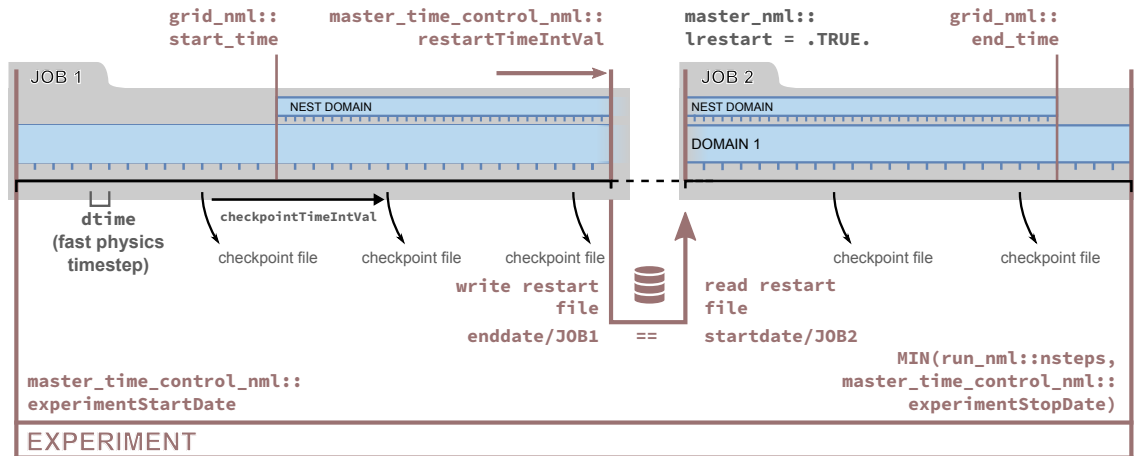 grid_nml::
start_time
master_time_control_nml::
restartTimeIntVal
master_nml::
lrestart = .TRUE.
grid_nml::
end_time
JOB 1
JOB 2
NEST DOMAIN
NEST DOMAIN
DOMAIN 1
dtime
(fast physics
timestep)
checkpointTimeIntVal
checkpoint file
checkpoint file
checkpoint file
checkpoint file
checkpoint file
write restart
file
read restart
file
enddate/JOB1
==
startdate/JOB2
master_time_control_nml::
experimentStartDate
MIN(run_nml::nsteps,
master_time_control_nml::
experimentStopDate)
EXPERIMENT